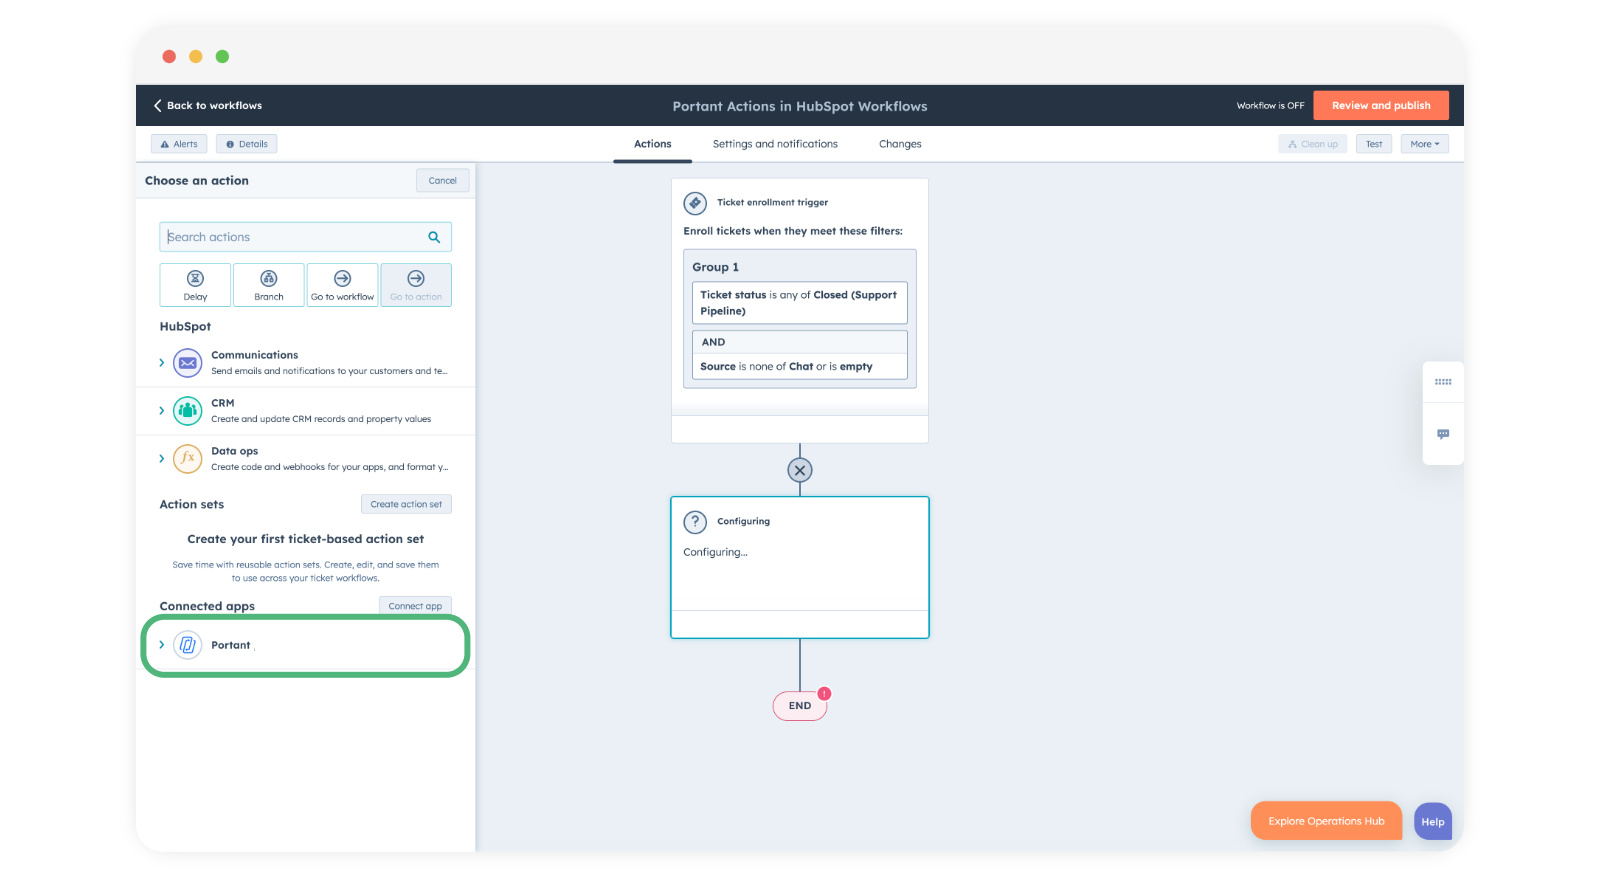 Back to workflows
Portant Actions in HubSpot Workflows
Workflow is OFF
Review and publish
Alerts
Details
Actions
Settings and notifications
Changes
Clean up
Test
More
Choose an action
Cancel
Search actions
Delay
Branch
Go to workflow
Go to action
HubSpot
Communications
Send emails and notifications to your customers and te...
CRM
Create and update CRM records and property values
fx
Data ops
Create code and webhooks for your apps, and format y...
Action sets
Create action set
Create your first ticket-based action set
Save time with reusable action sets. Create, edit, and save them
to use across your ticket workflows.
Connected apps
Connect app
Portant
Ticket enrollment trigger
Enroll tickets when they meet these filters:
Group 1
Ticket status is any of Closed (Support
Pipeline)
AND
Source is none of Chat or is empty
?
Configuring
Configuring...
END
!
Explore Operations Hub
Help